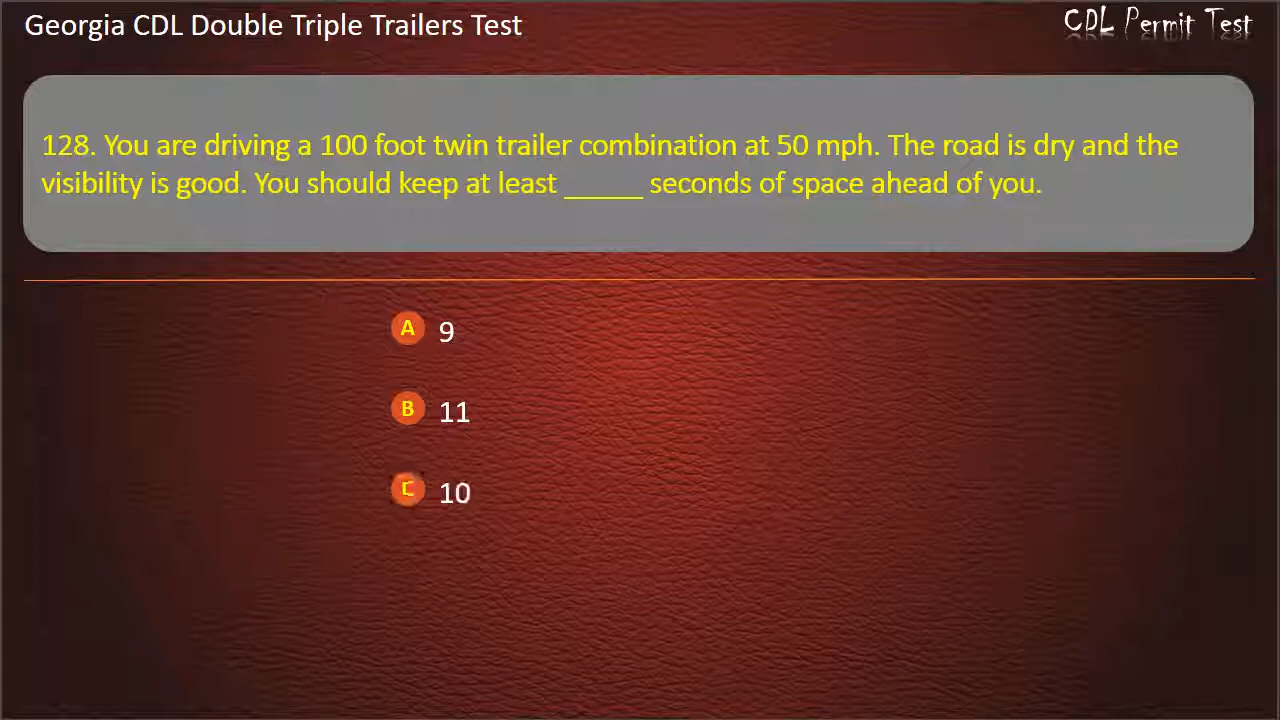 Georgia CDL Double Triple Trailers Test
CDL Permit Test
128. You are driving a 100 foot twin trailer combination at 50 mph. The road is dry and the
visibility is good. You should keep at least _____ seconds of space ahead of you.
A 9
B 11
C 10